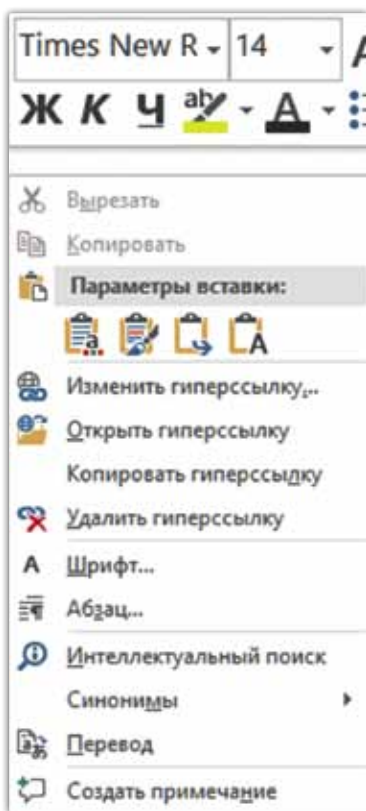 Times New R 14 A
Ж К Ч aby A
Вырезать
Копировать
Параметры вставки:
a A
Изменить гиперссылку...
Открыть гиперссылку
Копировать гиперссылку
Удалить гиперссылку
A Шрифт...
Абзац...
Интеллектуальный поиск
Синонимы
Перевод
Создать примечание